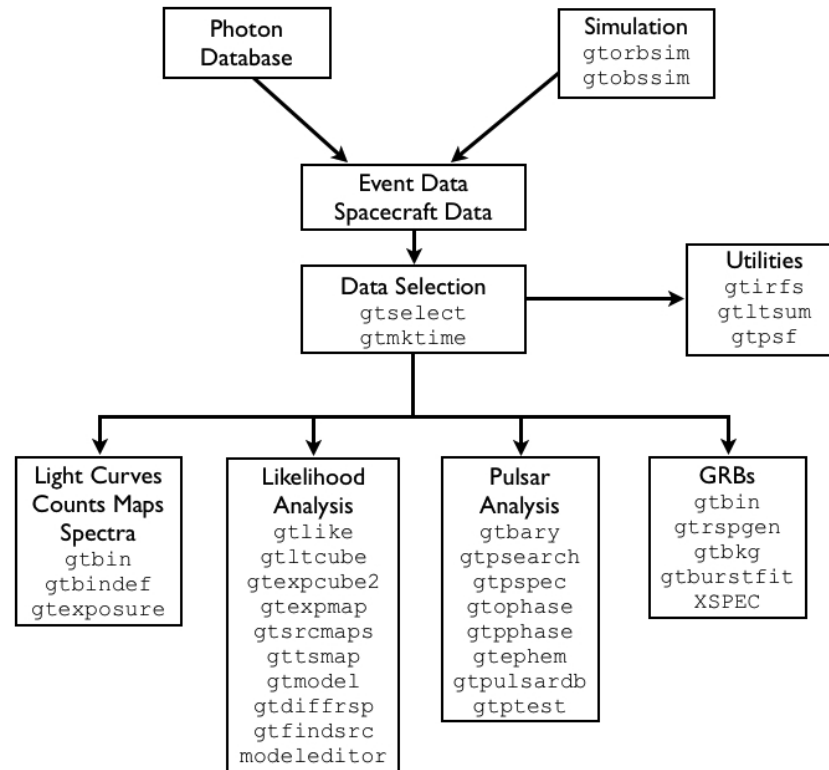 Photon
Database
Simulation
gtorbsim
gtobssim
Event Data
Spacecraft Data
Data Selection
gtselect
gtmktime
Utilities
gtirfs
gtltsum
gtpsf
Light Curves
Counts Maps
Spectra
gtbin
gtbindef
gtexposure
Likelihood
Analysis
gtlike
gtltcube
gtexpcube2
gtexpmap
gtsrcmaps
gttsmap
gtmodel
gtdiffrsp
gtfindsrc
modeleditor
Pulsar
Analysis
gtbary
gtpsearch
gtpspec
gtophase
gtpphase
gtephem
gtpulsardb
gtptest
GRBs
gtbin
gtrspgen
gtbkg
gtburstfit
XSPEC